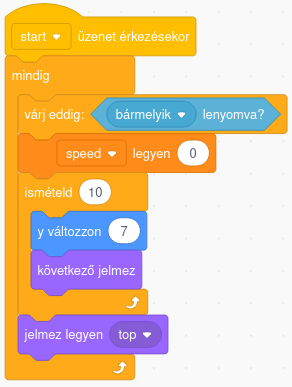 start üzenet érkezésekor
mindig
várj eddig: bármelyik lenyomva?
speed legyen 0
ismételd 10
y változzon 7
következő jelmez
jelmez legyen top